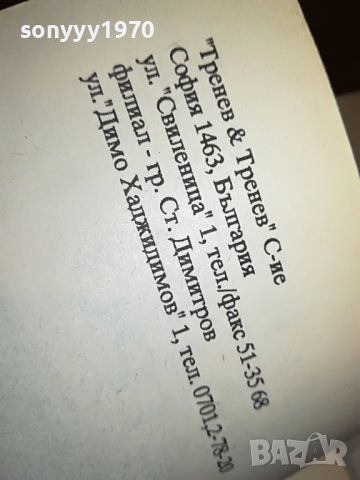 sonyyy1970
"Тренев & Тренев" С-ие
София 1463, България
ул. "Свиленица" 1, тел./факс 51-35 68
филиал - гр. Ст. Димитров
ул. "Димо Хаджидимов" 1, тел. 0701,2-78-20
BAZAR